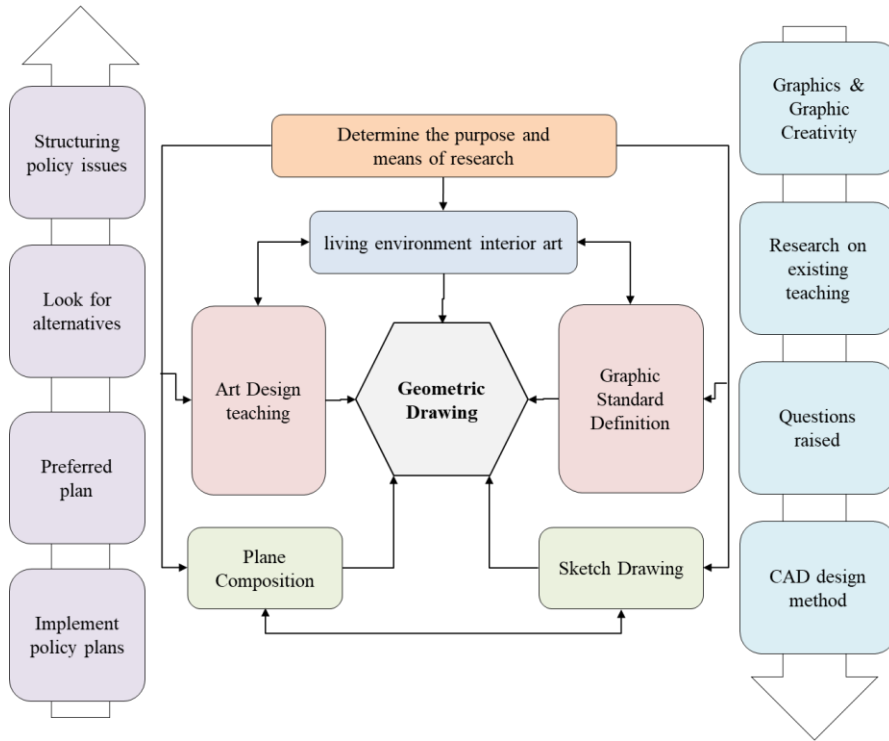 Structuring
policy issues
Look for
alternatives
Preferred
plan
Implement
policy plans
Determine the purpose and
means of research
living environment interior art
Art Design
teaching
Geometric
Drawing
Graphic
Standard
Definition
Plane
Composition
Sketch Drawing
Graphics &
Graphic
Creativity
Research on
existing
teaching
Questions
raised
CAD design
method